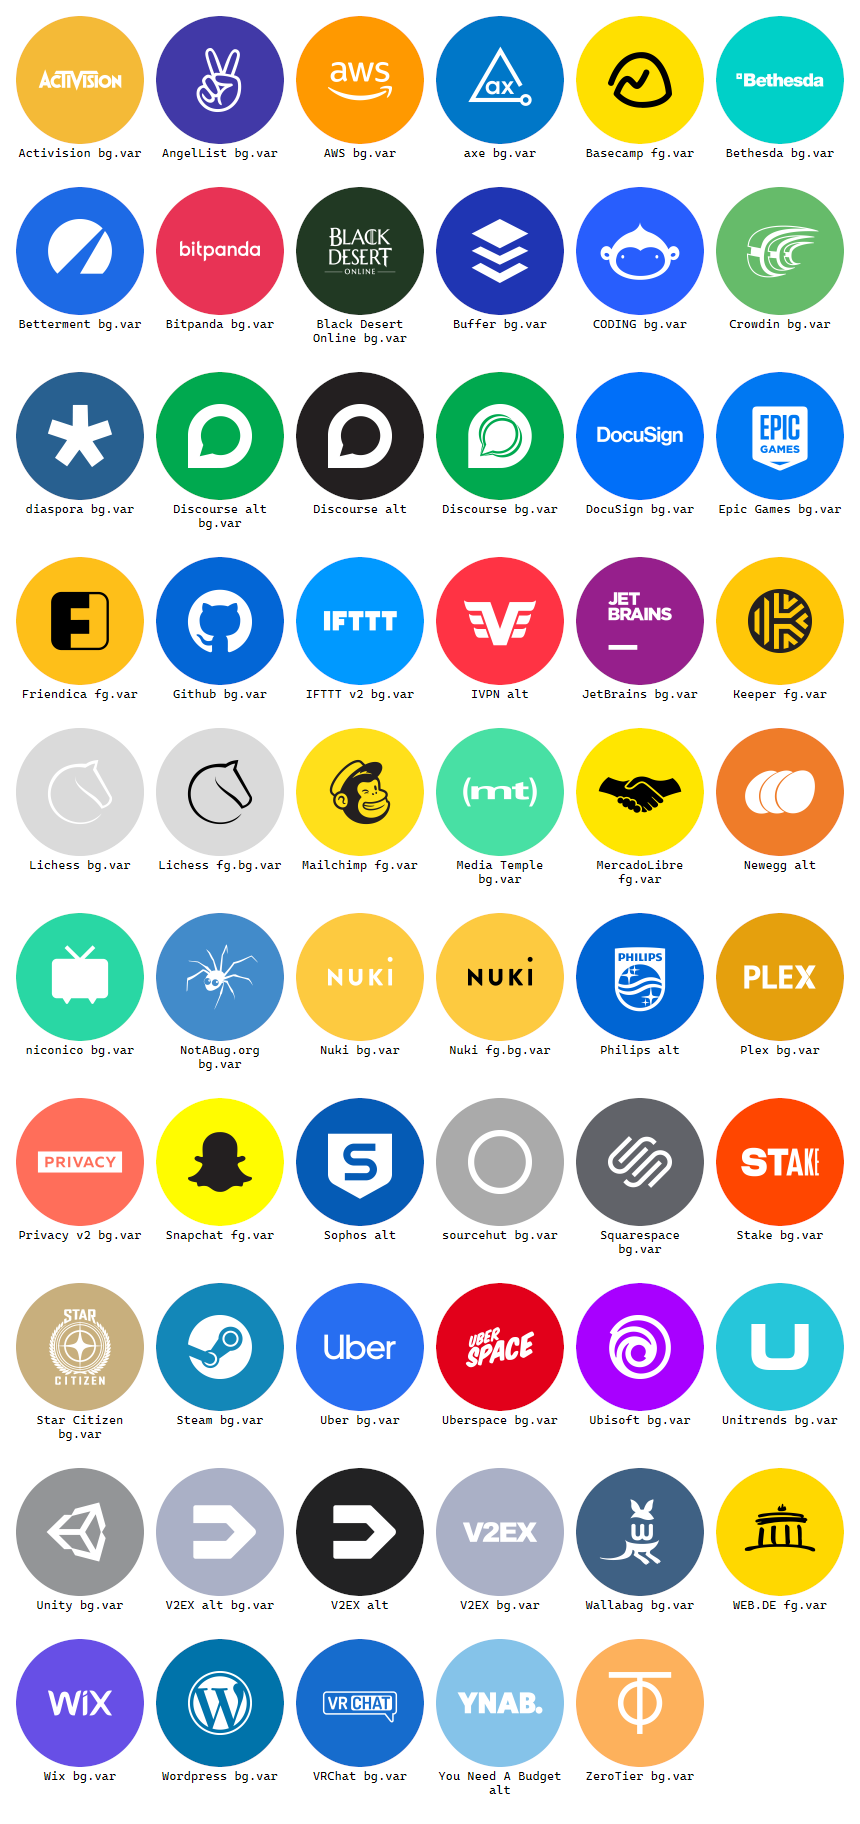 ACTIVISION
aws
ax
Bethesda
Activision bg.var
AngelList bg.var
AWS bg.var
axe bg.var
Basecamp fg.var
Bethesda bg.var
bitpanda
BLACK
DESERT
ONLINE
Betterment bg.var
Bitpanda bg.var
Black Desert
Online bg.var
Buffer bg.var
CODING bg.var
Crowdin bg.var
DocuSign
EPIC
GAMES
diaspora bg.var
Discourse alt
bg.var
Discourse alt
Discourse bg.var
DocuSign bg.var
Epic Games bg.var
F
IFTTT
V
JET
BRAINS
K
Friendica fg.var
Github bg.var
IFTTT v2 bg.var
IVPN alt
JetBrains bg.var
Keeper fg.var
(mt)
Lichess bg.var
Lichess fg.bg.var
Mailchimp fg.var
Media Temple
bg.var
MercadoLibre
fg.var
Newegg alt
NUKI
NUKI
PHILIPS
PLEX
niconico bg.var
NotABug.org
bg.var
Nuki bg.var
Nuki fg.bg.var
Philips alt
Plex bg.var
PRIVACY
S
STAKE
Privacy v2 bg.var
Snapchat fg.var
Sophos alt
sourcehut bg.var
Squarespace
bg.var
Stake bg.var
STAR
CITIZEN
Uber
UBER
SPACE
U
Star Citizen
bg.var
Steam bg.var
Uber bg.var
Uberspace bg.var
Ubisoft bg.var
Unitrends bg.var
V2EX
W
Unity bg.var
V2EX alt bg.var
V2EX alt
V2EX bg.var
Wallabag bg.var
WEB.DE fg.var
WiX
W
VRCHAT
YNAB.
Wix bg.var
Wordpress bg.var
VRChat bg.var
You Need A Budget
alt
ZeroTier bg.var